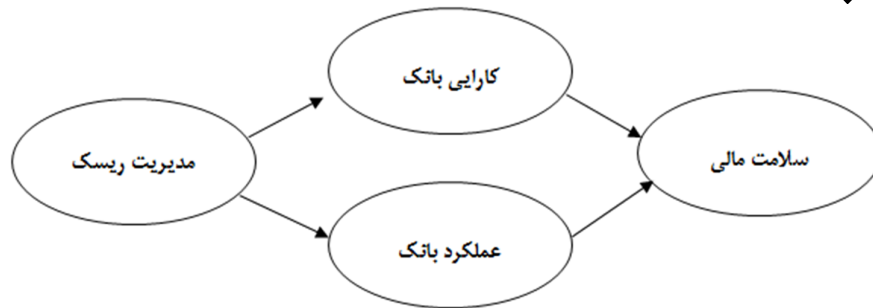 کارایی بانک
مدیریت ریسک
سلامت مالی
عملکرد بانک